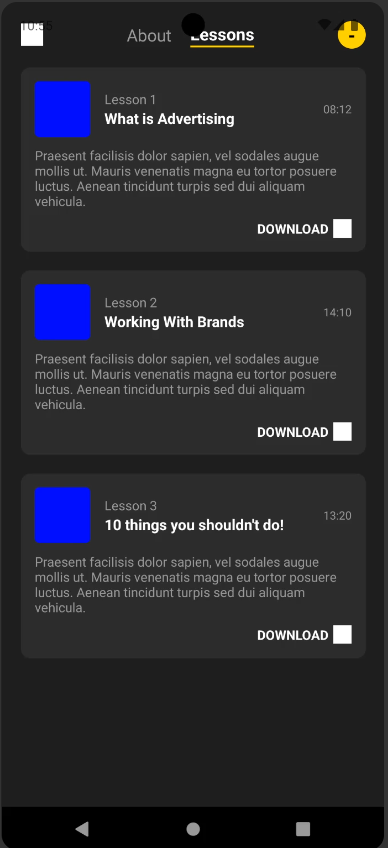 10:55
About Lessons -
Lesson 1
What is Advertising
08:12
Praesent facilisis dolor sapien, vel sodales augue
mollis ut. Mauris venenatis magna eu tortor posuere
luctus. Aenean tincidunt turpis sed dui aliquam
vehicula.
DOWNLOAD
Lesson 2
Working With Brands
14:10
Praesent facilisis dolor sapien, vel sodales augue
mollis ut. Mauris venenatis magna eu tortor posuere
luctus. Aenean tincidunt turpis sed dui aliquam
vehicula.
DOWNLOAD
Lesson 3
10 things you shouldn't do!
13:20
Praesent facilisis dolor sapien, vel sodales augue
mollis ut. Mauris venenatis magna eu tortor posuere
luctus. Aenean tincidunt turpis sed dui aliquam
vehicula.
DOWNLOAD